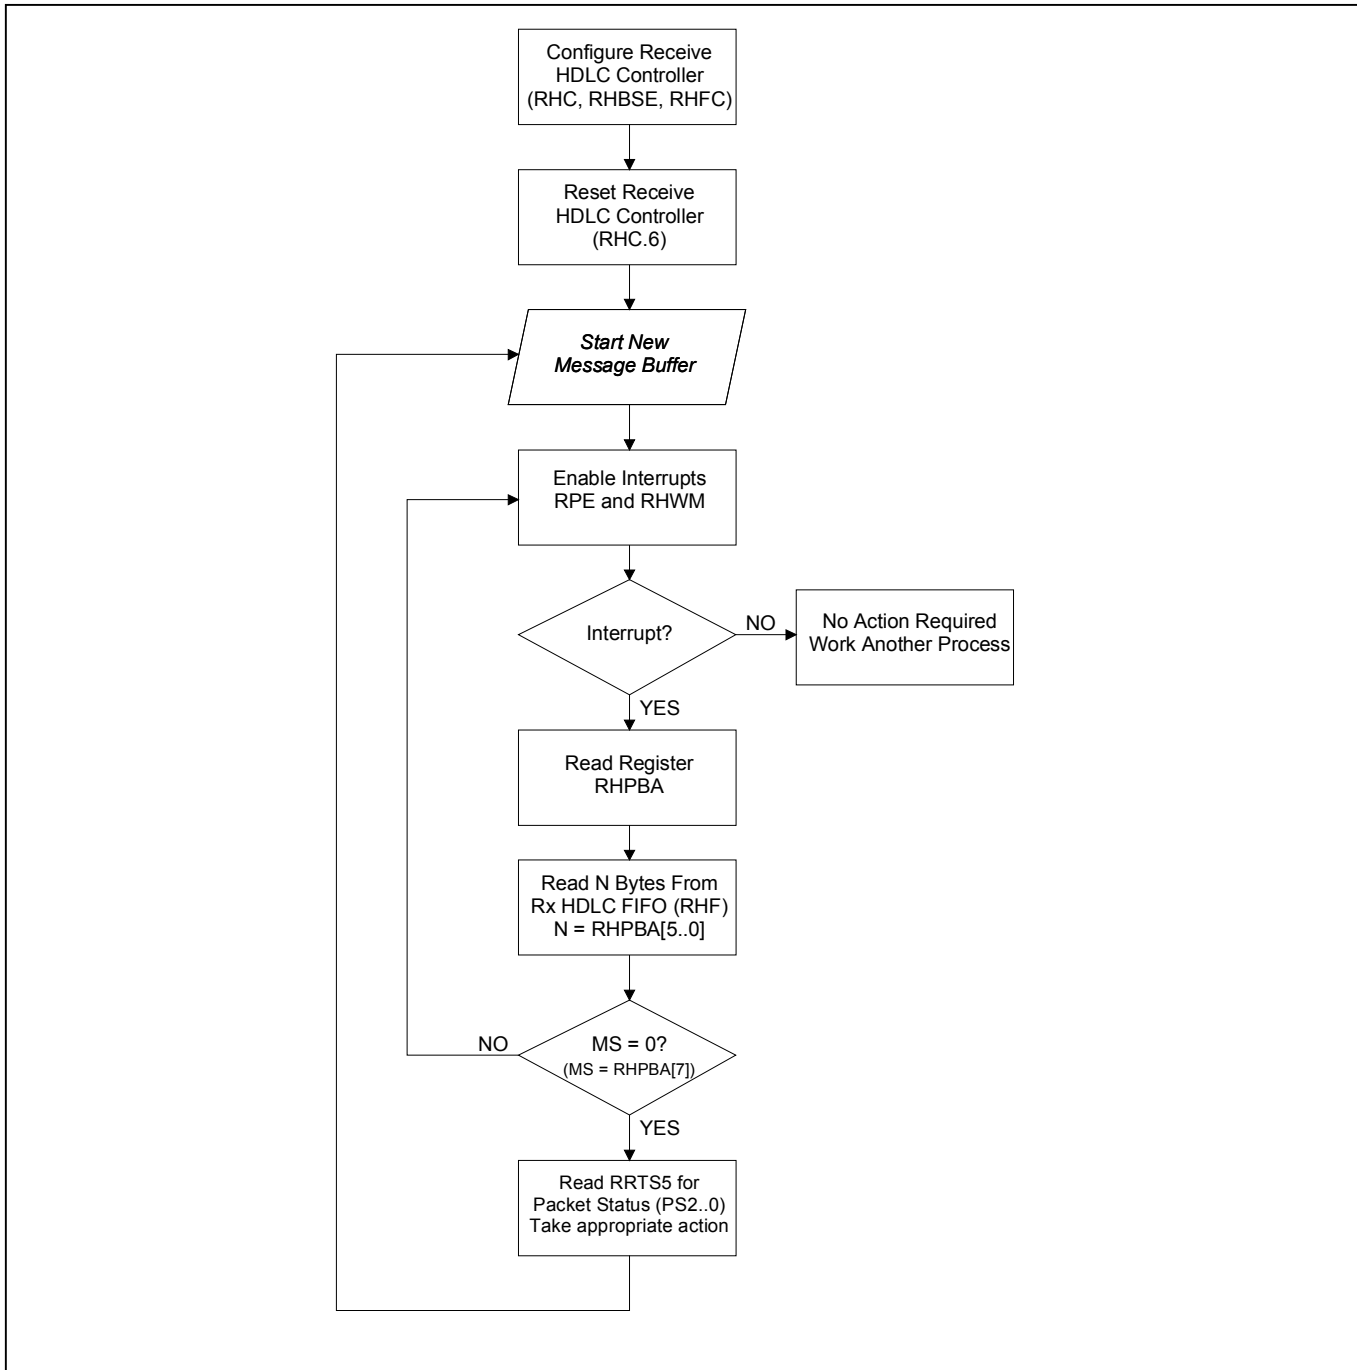 Configure Receive
HDLC Controller
(RHC, RHBSE, RHFC)
Reset Receive
HDLC Controller
(RHC.6)
Start New
Message Buffer
Enable Interrupts
RPE and RHWM
Interrupt?
NO
No Action Required
Work Another Process
YES
Read Register
RHPBA
Read N Bytes From
Rx HDLC FIFO (RHF)
N = RHPBA[5..0]
NO
MS = 0?
(MS = RHPBA[7])
YES
Read RRTS5 for
Packet Status (PS2..0)
Take appropriate action